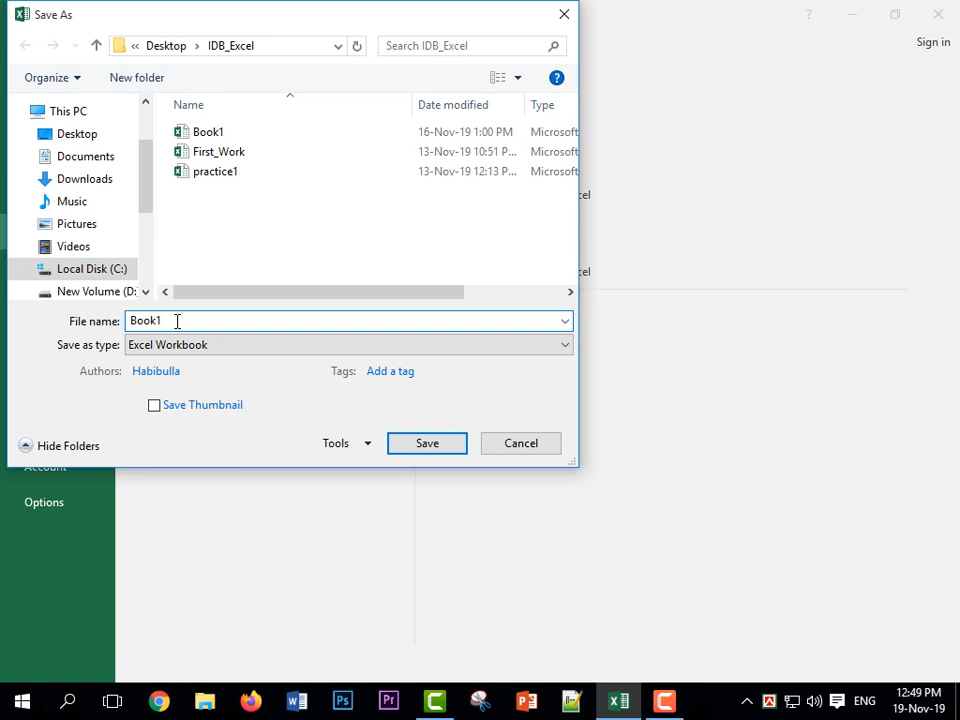 Save As
Sign in
Desktop
IDB_Excel
Search IDB_Excel
Organize
New folder
Name
Date modified
Type
This PC
Desktop
Documents
Downloads
Music
Pictures
Videos
Local Disk (C:)
New Volume (D:
Book1
16-Nov-19 1:00 PM
Microsoft
First_Work
13-Nov-19 10:51 P...
Microsoft
practice1
13-Nov-19 12:13 P...
Microsoft
cel
cel
File name:
Book1
Save as type:
Excel Workbook
Authors:
Habibulla
Tags:
Add a tag
Save Thumbnail
Hide Folders
Tools
Save
Cancel
Account
Options
ENG
12:49 PM
19-Nov-19